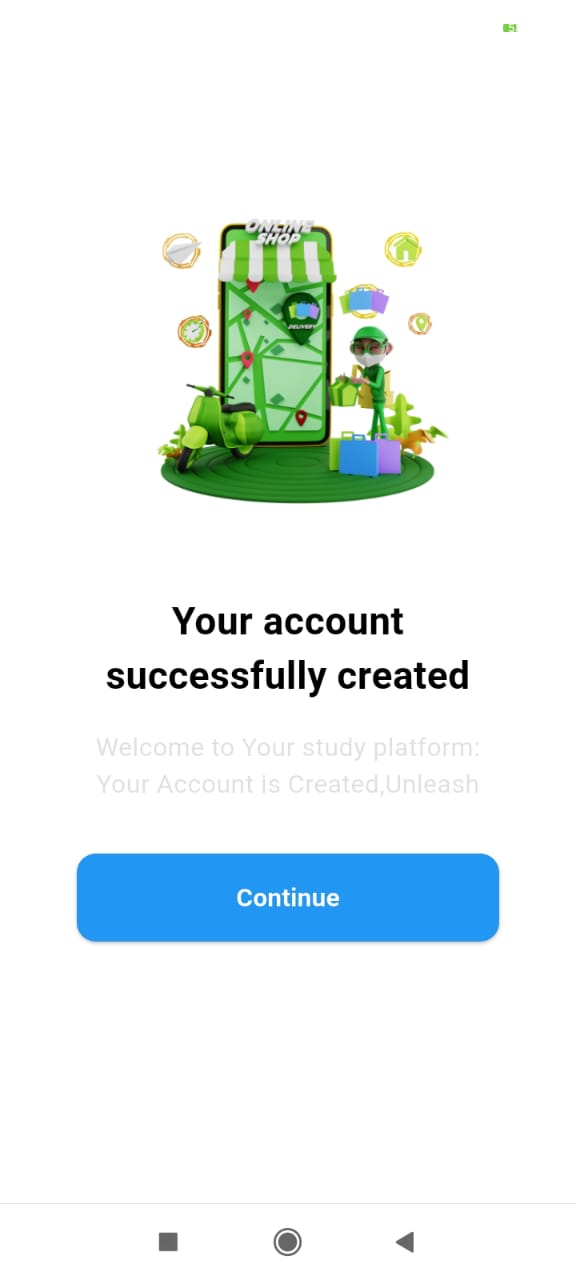 ONLINE
SHOP
DELIVERY
Your account
successfully created
Welcome to Your study platform:
Your Account is Created,Unleash
Continue